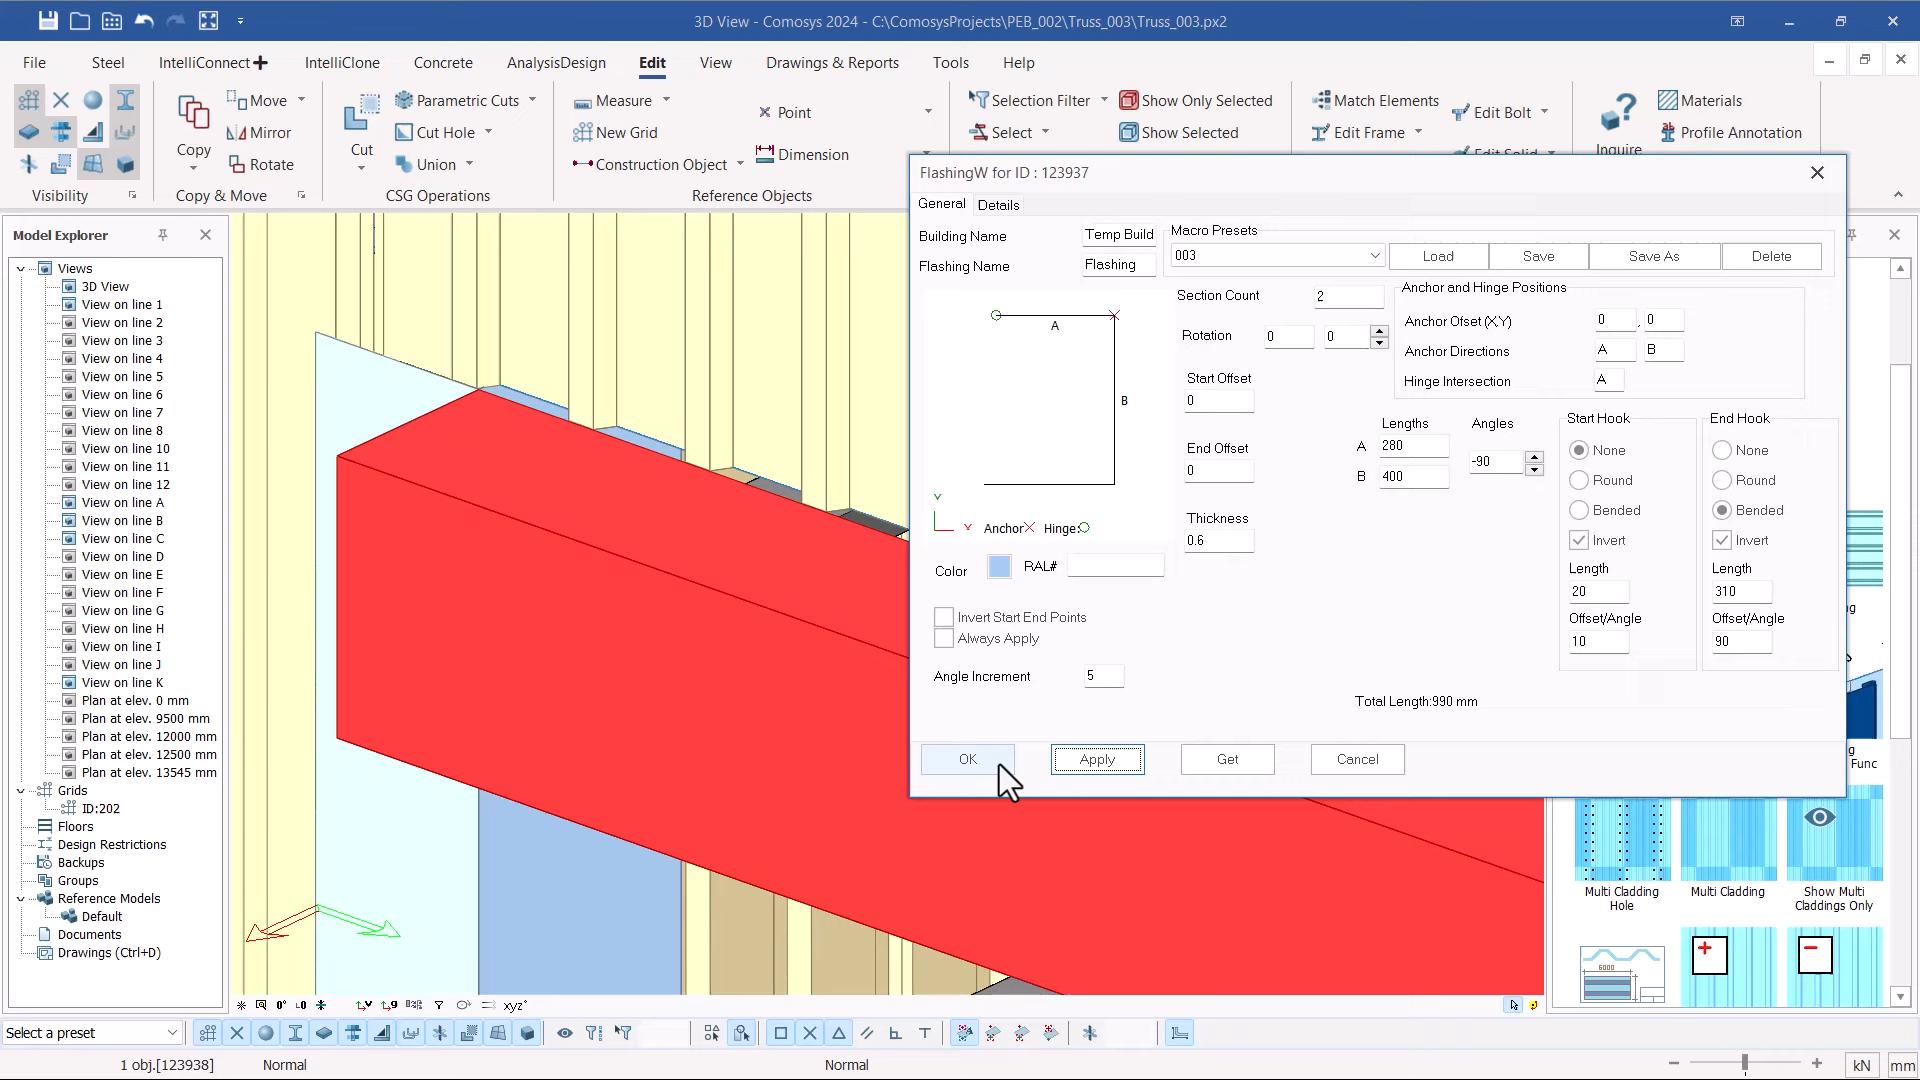 3D View - Comosys 2024 - C:\ComosysProjects\PEB_002\Truss_003\Truss_003.px2
File Steel IntelliConnect+ IntelliClone Concrete AnalysisDesign Edit View Drawings & Reports Tools Help
Move Parametric Cuts Measure Point Selection Filter Show Only Selected Match Elements Edit Bolt Materials
Mirror Cut Hole New Grid Dimension Select Show Selected Edit Frame Profile Annotation
Copy Rotate Cut Union Construction Object Edit Solid Inquire
Visibility Copy & Move CSG Operations Reference Objects
Model Explorer
Views
3D View
View on line 1
View on line 2
View on line 3
View on line 4
View on line 5
View on line 6
View on line 7
View on line 8
View on line 10
View on line 11
View on line 12
View on line A
View on line B
View on line C
View on line D
View on line E
View on line F
View on line G
View on line H
View on line I
View on line J
View on line K
Plan at elev. 0 mm
Plan at elev. 9500 mm
Plan at elev. 12000 mm
Plan at elev. 12500 mm
Plan at elev. 13545 mm
Grids
ID:202
Floors
Design Restrictions
Backups
Groups
Reference Models
Default
Documents
Drawings (Ctrl+D)
FlashingW for ID : 123937
General Details
Building Name Temp Build
Flashing Name Flashing
Macro Presets
003 Load Save Save As Delete
A
B
Anchor Hinge:
Color RAL#
Invert Start End Points
Always Apply
Angle Increment 5
Section Count 2
Rotation 0 0
Start Offset
0
End Offset
0
Thickness
0.6
Anchor and Hinge Positions
Anchor Ofset (X,Y) 0 , 0
Anchor Directions A B
Hinge Intersection A
Lengths Angles
A 280
-90
B 400
Start Hook
None
Round
Bended
Invert
Length
20
Offset/Angle
10
End Hook
None
Round
Bended
Invert
Length
310
Offset/Angle
90
Total Length:990 mm
OK Apply Get Cancel
Func
Multi Cladding Hole
Multi Cladding
Show Multi Claddings Only
6000
xyz
Select a preset
1 obj.[123938] Normal Normal kN mm